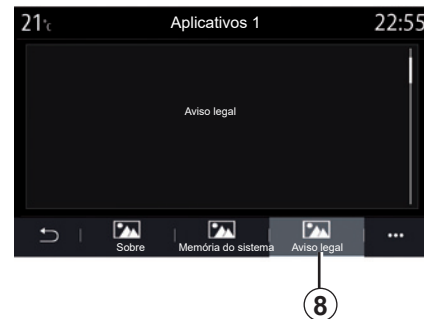 21°c Aplicativos 1 22:55
Aviso legal
Sobre Memória do sistema Aviso legal
8